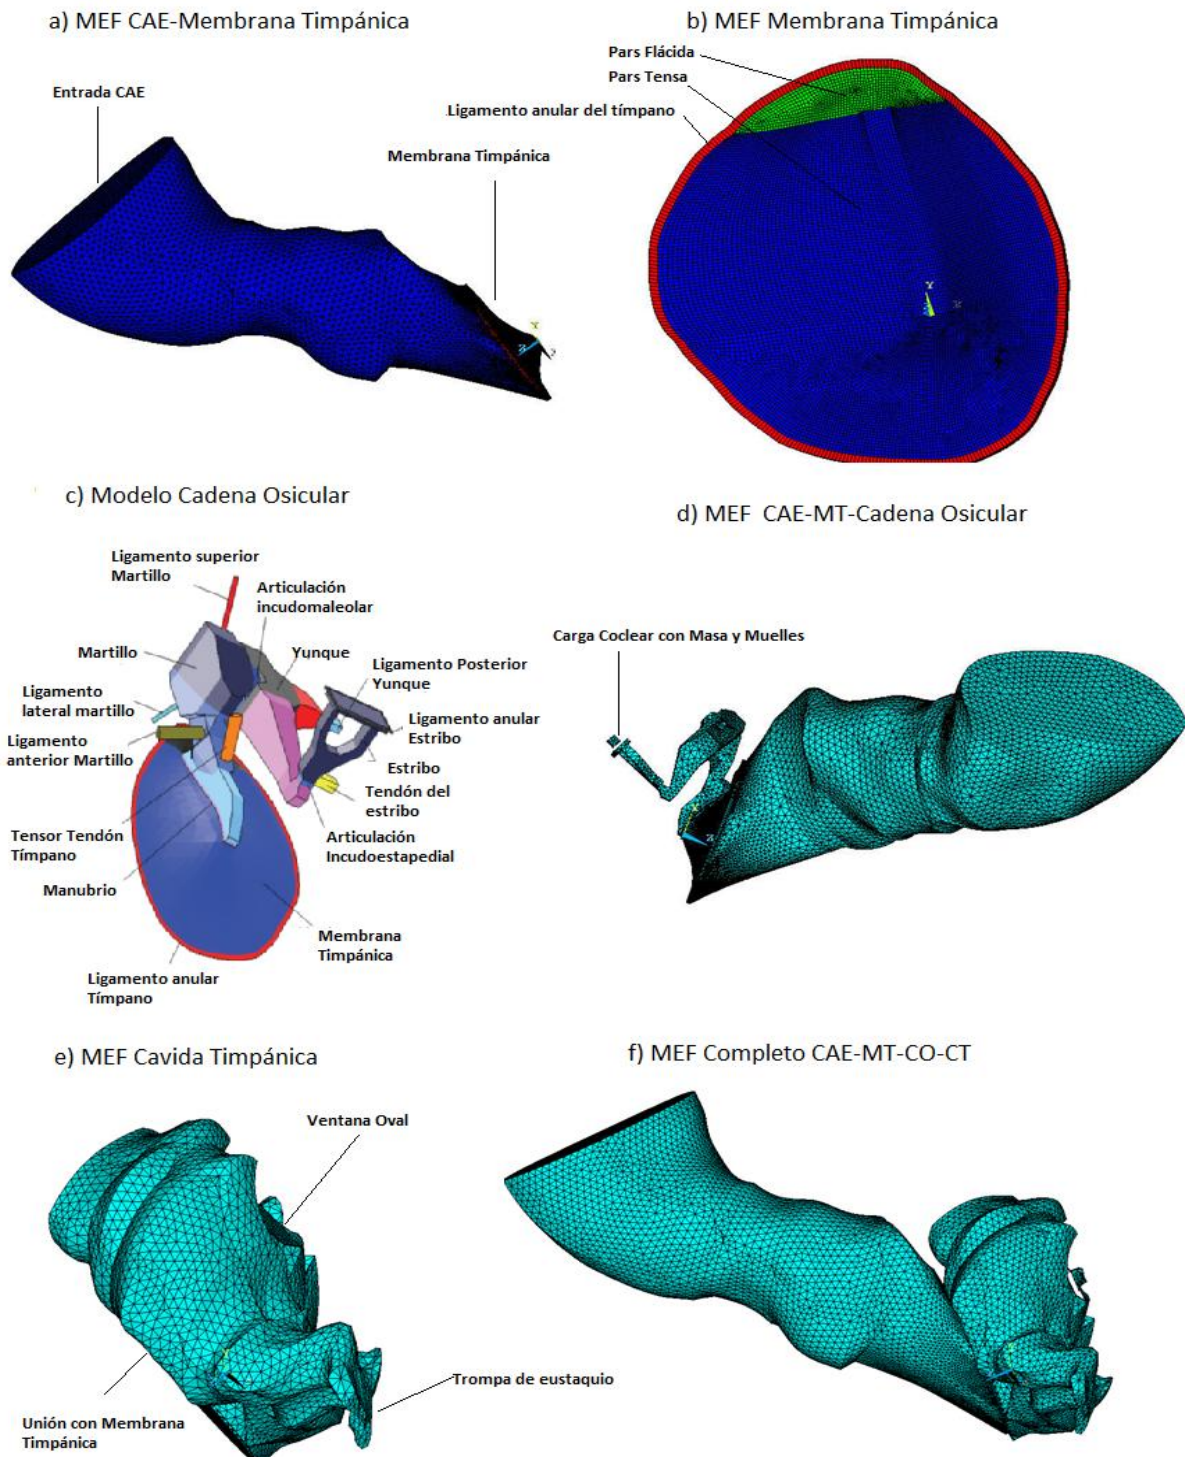 a) MEF CAE-Membrana Timpánica
Entrada CAE
Membrana Timpánica
b) MEF Membrana Timpánica
Pars Flácida
Pars Tensa
.Ligamento anular del tímpano
Y
c) Modelo Cadena Osicular
Ligamento superior
Martillo
Articulación
incudomaleolar
Martillo
Yunque
Ligamento Posterior
Yunque
Ligamento
lateral martillo
Ligamento anular
Estribo
Ligamento
anterior Martillo
Estribo
Tendón del
estribo
Tensor Tendón
Tímpano
Articulación
Incudoestapedial
Manubrio
Membrana
Timpánica
Ligamento anular
Tímpano
d) MEF  CAE-MT-Cadena Osicular
Carga Coclear con Masa y Muelles
e) MEF Cavida Timpánica
Ventana Oval
Trompa de eustaquio
Unión con Membrana
Timpánica
f) MEF Completo CAE-MT-CO-CT